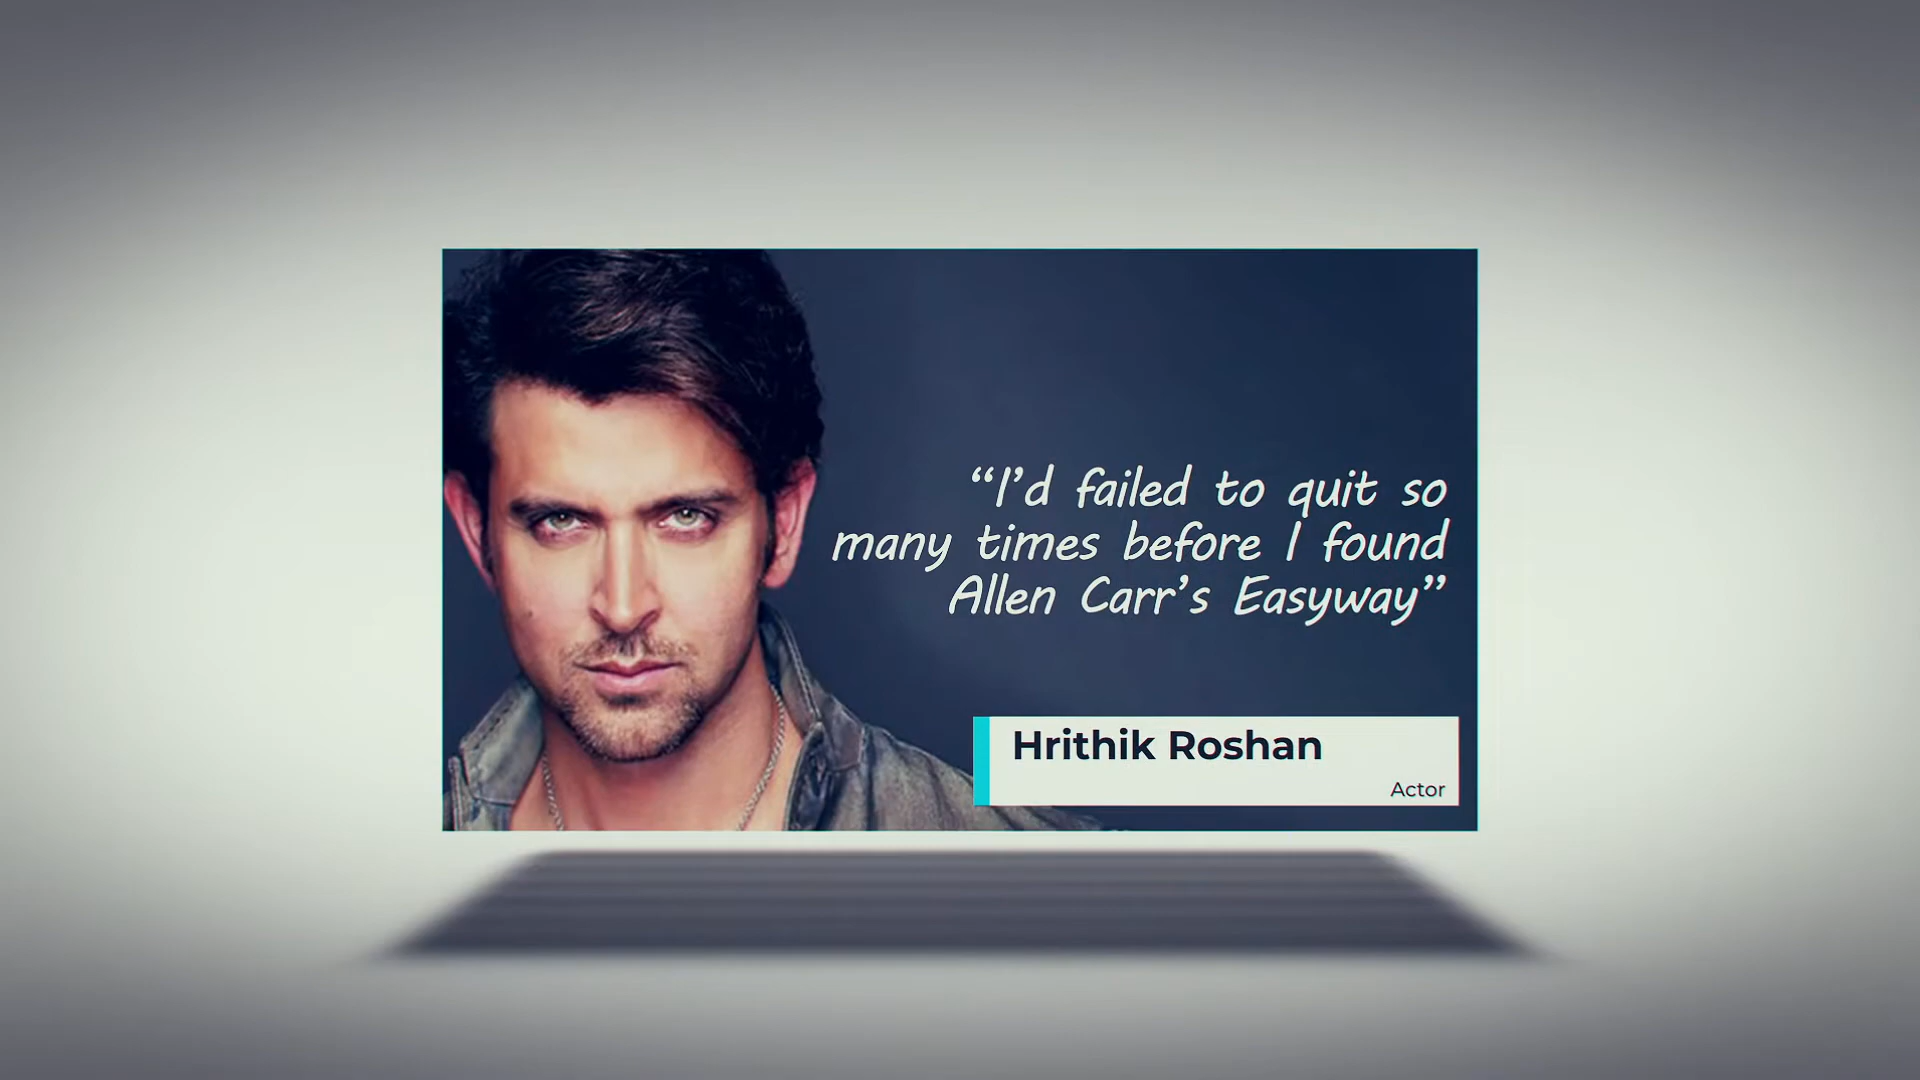 “I’d failed to quit so
many times before I found
Allen Carr’s Easyway”
Hrithik Roshan
Actor